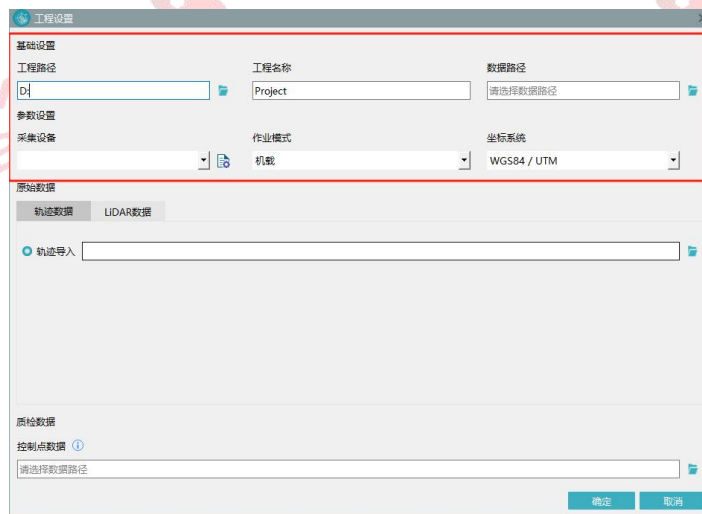 工程设置
基础设置
工程路径 工程名称 数据路径
D: Project 请选择数据路径
参数设置
采集设备 作业模式 坐标系统
机载 WGS84 / UTM
原始数据
轨迹数据 LiDAR数据
轨迹导入
质检数据
控制点数据
请选择数据路径
确定 取消